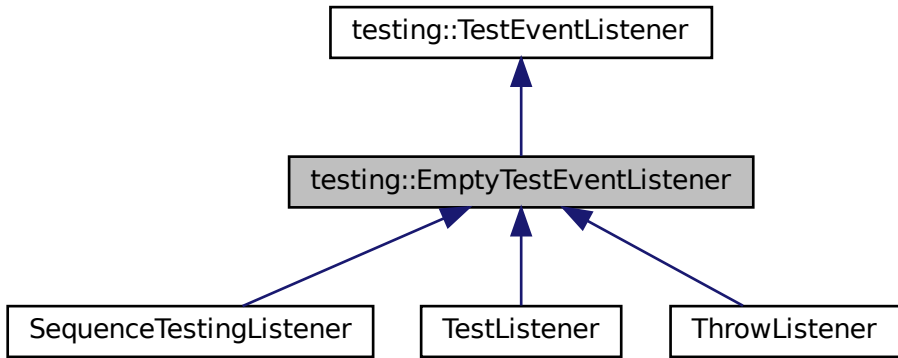 testing::TestEventListener
testing::EmptyTestEventListener
SequenceTestingListener
TestListener
ThrowListener